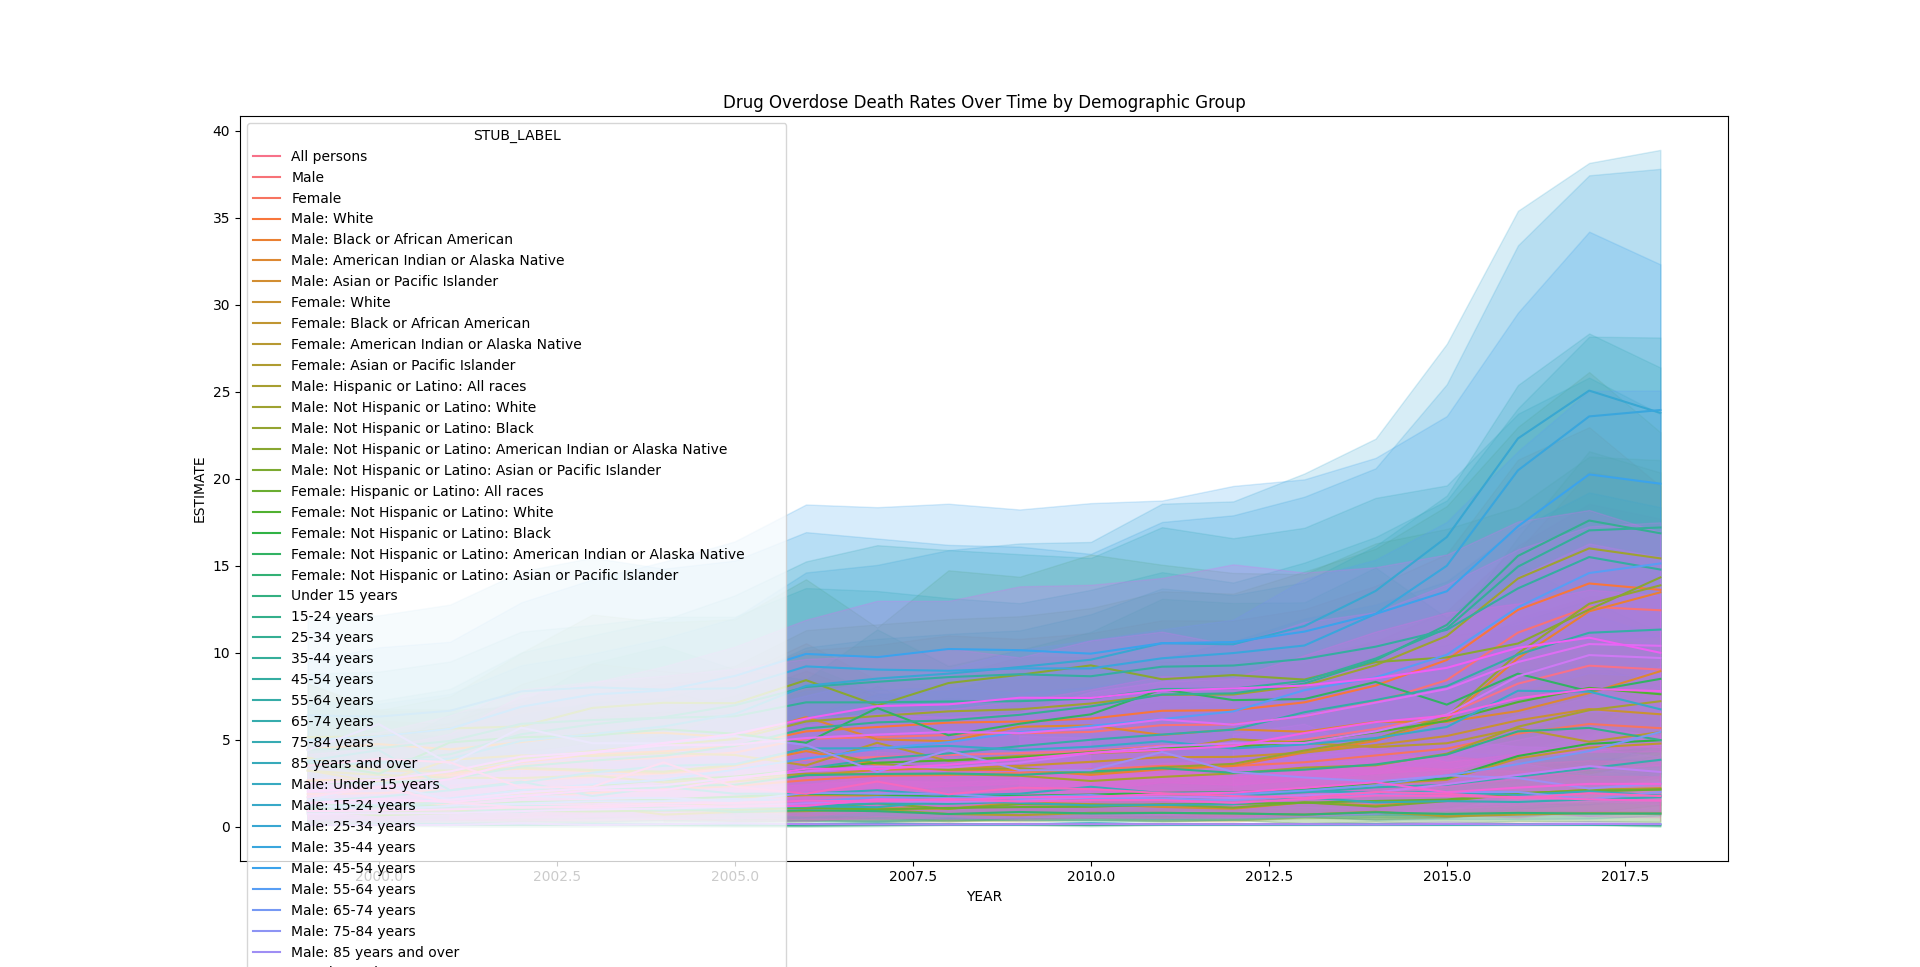 Drug Overdose Death Rates Over Time by Demographic Group
40
35
30
25
20
15
10
5
0
ESTIMATE
STUB_LABEL
All persons
Male
Female
Male: White
Male: Black or African American
Male: American Indian or Alaska Native
Male: Asian or Pacific Islander
Female: White
Female: Black or African American
Female: American Indian or Alaska Native
Female: Asian or Pacific Islander
Male: Hispanic or Latino: All races
Male: Not Hispanic or Latino: White
Male: Not Hispanic or Latino: Black
Male: Not Hispanic or Latino: American Indian or Alaska Native
Male: Not Hispanic or Latino: Asian or Pacific Islander
Female: Hispanic or Latino: All races
Female: Not Hispanic or Latino: White
Female: Not Hispanic or Latino: Black
Female: Not Hispanic or Latino: American Indian or Alaska Native
Female: Not Hispanic or Latino: Asian or Pacific Islander
Under 15 years
15-24 years
25-34 years
35-44 years
45-54 years
55-64 years
65-74 years
75-84 years
85 years and over
Male: Under 15 years
Male: 15-24 years
Male: 25-34 years
Male: 35-44 years
Male: 45-54 years
Male: 55-64 years
Male: 65-74 years
Male: 75-84 years
Male: 85 years and over
2000.0 2002.5 2005.0 2007.5 2010.0 2012.5 2015.0 2017.5
YEAR